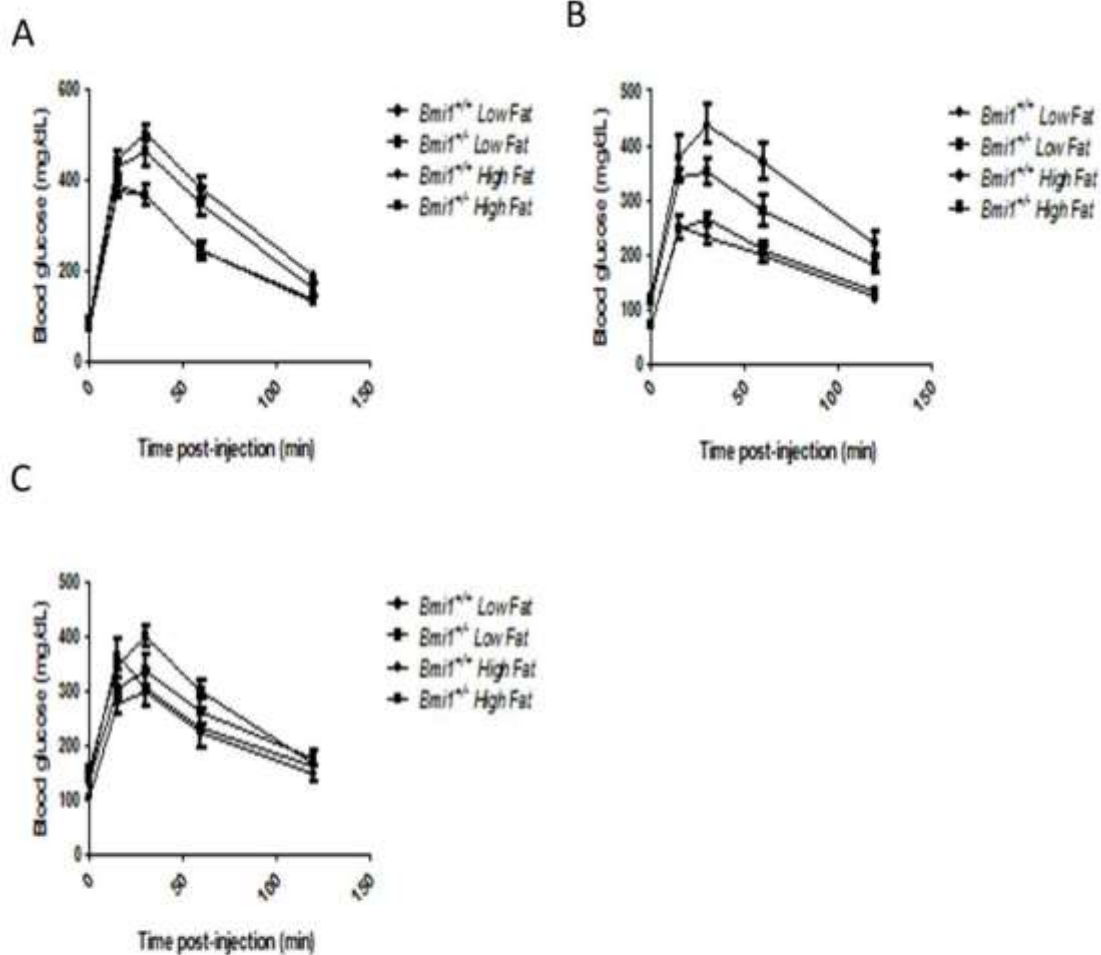 A
Blood glucose (mg/dL)
600
400
200
0
0
50
100
150
Time post-injection (min)
Bmi1+/+ Low Fat
Bmi1+/- Low Fat
Bmi1+/+ High Fat
Bmi1+/- High Fat
B
Blood glucose (mg/dL)
500
400
300
200
100
0
0
50
100
150
Time post-injection (min)
Bmi1+/+ Low Fat
Bmi1+/- Low Fat
Bmi1+/+ High Fat
Bmi1+/- High Fat
C
Blood glucose (mg/dL)
500
400
300
200
100
0
0
50
100
150
Time post-injection (min)
Bmi1+/+ Low Fat
Bmi1+/- Low Fat
Bmi1+/+ High Fat
Bmi1+/- High Fat